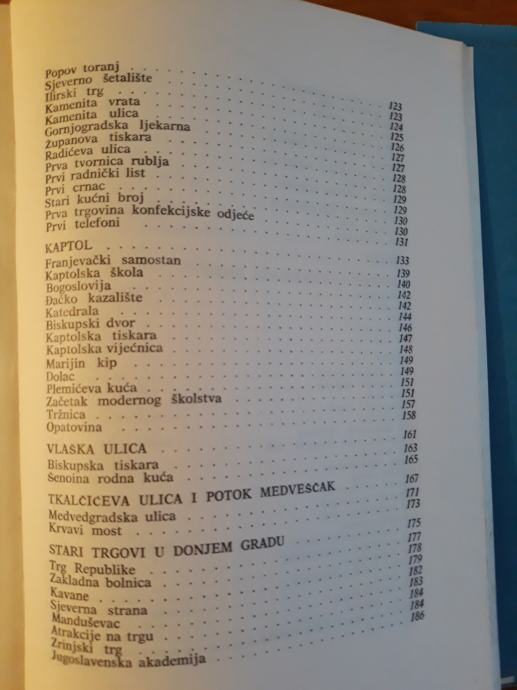 Popov toranj . . . 123
Sjeverno šetalište . . . 123
Ilirski trg . . . 124
Kamenita vrata . . . 125
Kamenita ulica . . . 126
Gornjogradska ljekarna . . . 127
Županova tiskara . . . 127
Radićeva ulica . . . 128
Prva tvornica rublja . . . 128
Prvi radnički list . . . 129
Prvi crnac . . . 129
Stari kućni broj . . . 130
Prva trgovina konfekcijske odjeće . . . 130
Prvi telefoni . . . 131
KAPTOL . . . 133
Franjevački samostan . . . 139
Kaptolska škola . . . 140
Bogoslovija . . . 142
Đačko kazalište . . . 142
Katedrala . . . 144
Biskupski dvor . . . 146
Kaptolska tiskara . . . 147
Kaptolska vijećnica . . . 148
Marijin kip . . . 149
Dolac . . . 149
Plemićeva kuća . . . 151
Začetak modernog školstva . . . 151
Tržnica . . . 157
Opatovina . . . 158
VLAŠKA ULICA . . . 161
Biskupska tiskara . . . 163
Šenoina rodna kuća . . . 165
TKALČIĆEVA ULICA I POTOK MEDVEŠČAK . . . 167
Medvedgradska ulica . . . 171
Krvavi most . . . 173
STARI TRGOVI U DONJEM GRADU . . . 175
Trg Republike . . . 177
Zakladna bolnica . . . 178
Kavane . . . 179
Sjeverna strana . . . 182
Manduševac . . . 183
Atrakcije na trgu . . . 184
Zrinjski trg . . . 184
Jugoslavenska akademija . . . 186